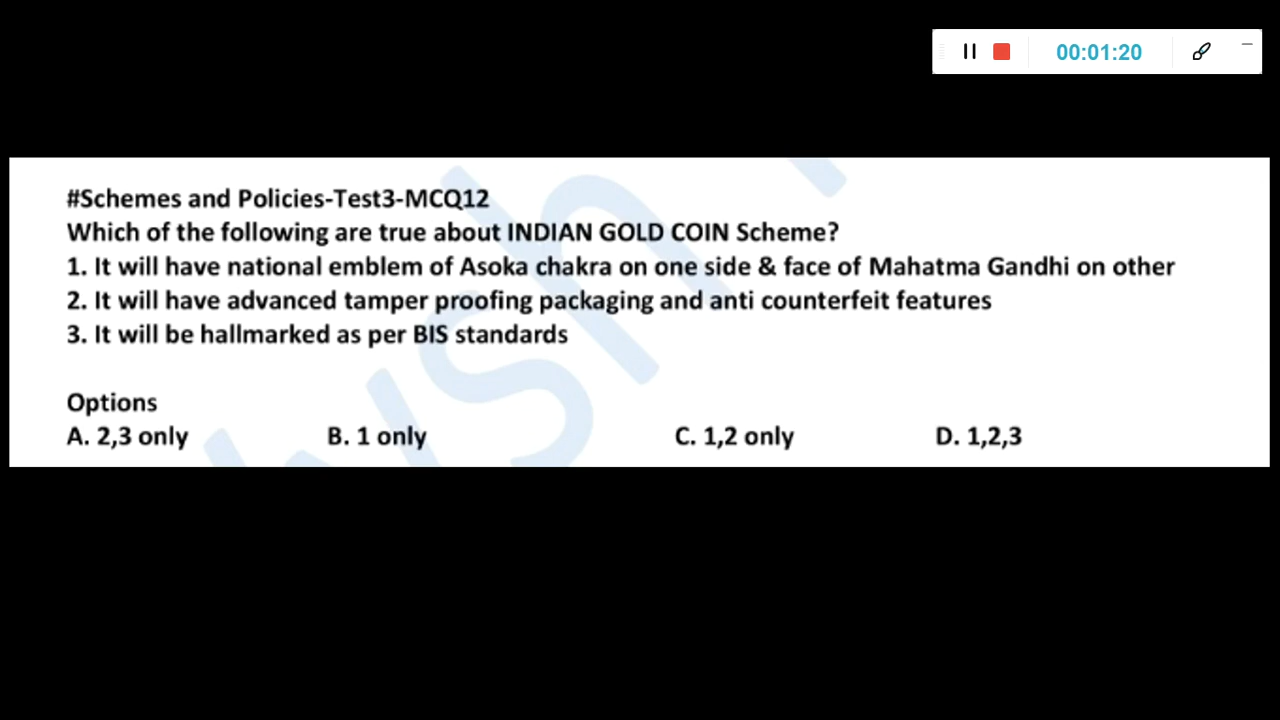 00:01:20
#Schemes and Policies-Test3-MCQ12
Which of the following are true about INDIAN GOLD COIN Scheme?
1. It will have national emblem of Asoka chakra on one side & face of Mahatma Gandhi on other
2. It will have advanced tamper proofing packaging and anti counterfeit features
3. It will be hallmarked as per BIS standards
Options
A. 2,3 only B. 1 only C. 1,2 only D. 1,2,3